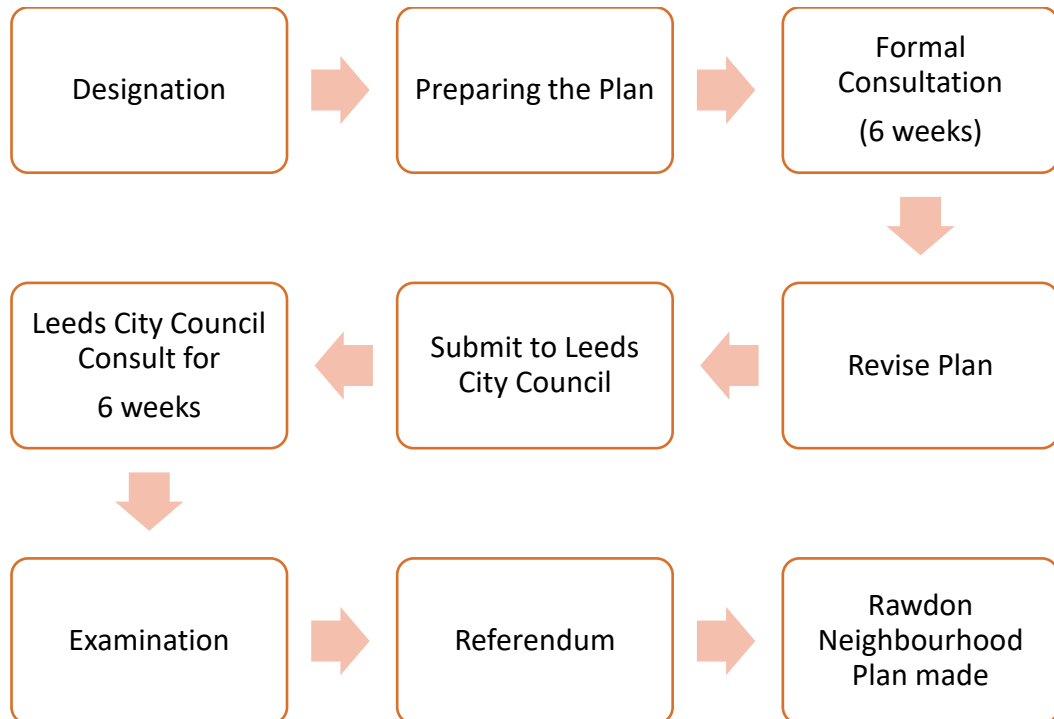 Designation
Preparing the Plan
Formal
Consultation
(6 weeks)
Revise Plan
Submit to Leeds
City Council
Leeds City Council
Consult for
6 weeks
Examination
Referendum
Rawdon
Neighbourhood
Plan made